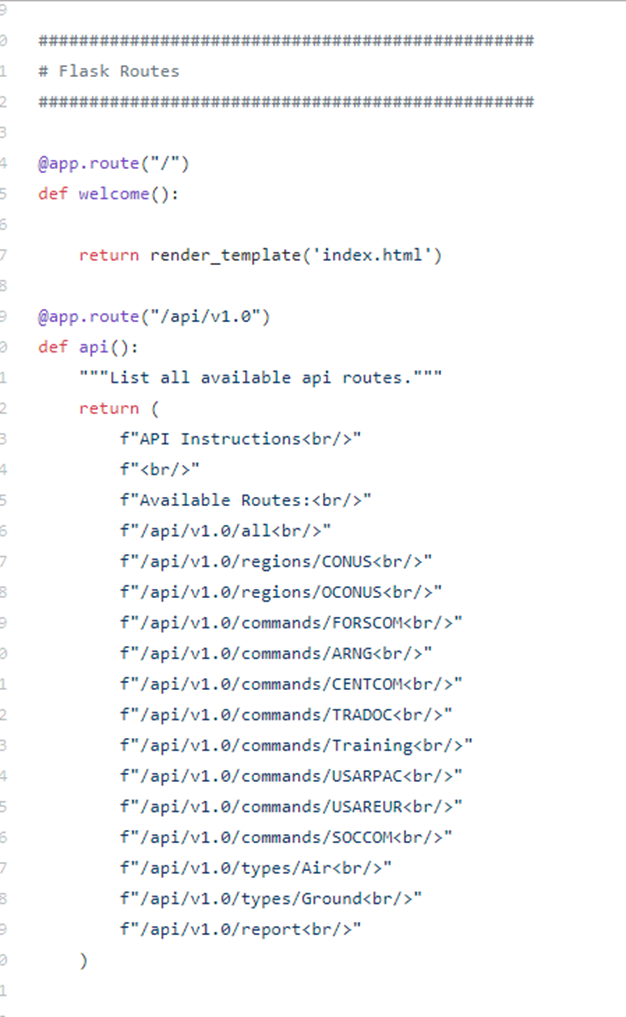 9
0 #################################################
1 # Flask Routes
2 #################################################
3
4 @app.route("/")
5 def welcome():
6
7     return render_template('index.html')
8
9 @app.route("/api/v1.0")
0 def api():
1     """List all available api routes."""
2     return (
3         f"API Instructions<br/>"
4         f"<br/>"
5         f"Available Routes:<br/>"
6         f"/api/v1.0/all<br/>"
7         f"/api/v1.0/regions/CONUS<br/>"
8         f"/api/v1.0/regions/OCONUS<br/>"
9         f"/api/v1.0/commands/FORSCOM<br/>"
0         f"/api/v1.0/commands/ARNG<br/>"
1         f"/api/v1.0/commands/CENTCOM<br/>"
2         f"/api/v1.0/commands/TRADOC<br/>"
3         f"/api/v1.0/commands/Training<br/>"
4         f"/api/v1.0/commands/USARPAC<br/>"
5         f"/api/v1.0/commands/USAREUR<br/>"
6         f"/api/v1.0/commands/SOCCOM<br/>"
7         f"/api/v1.0/types/Air<br/>"
8         f"/api/v1.0/types/Ground<br/>"
9         f"/api/v1.0/report<br/>"
0     )
1